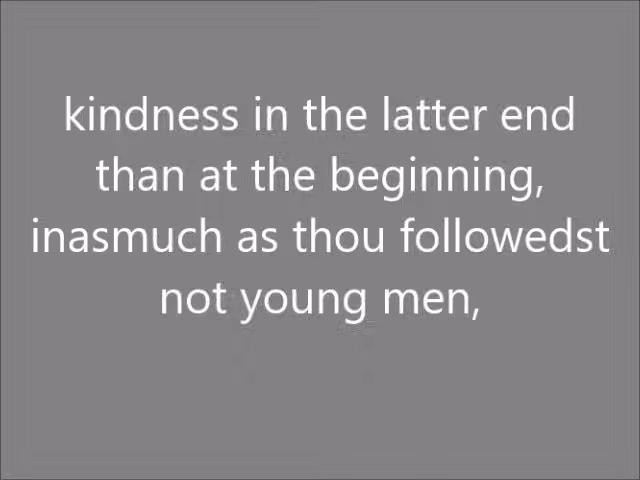 kindness in the latter end
than at the beginning,
inasmuch as thou followedst
not young men,